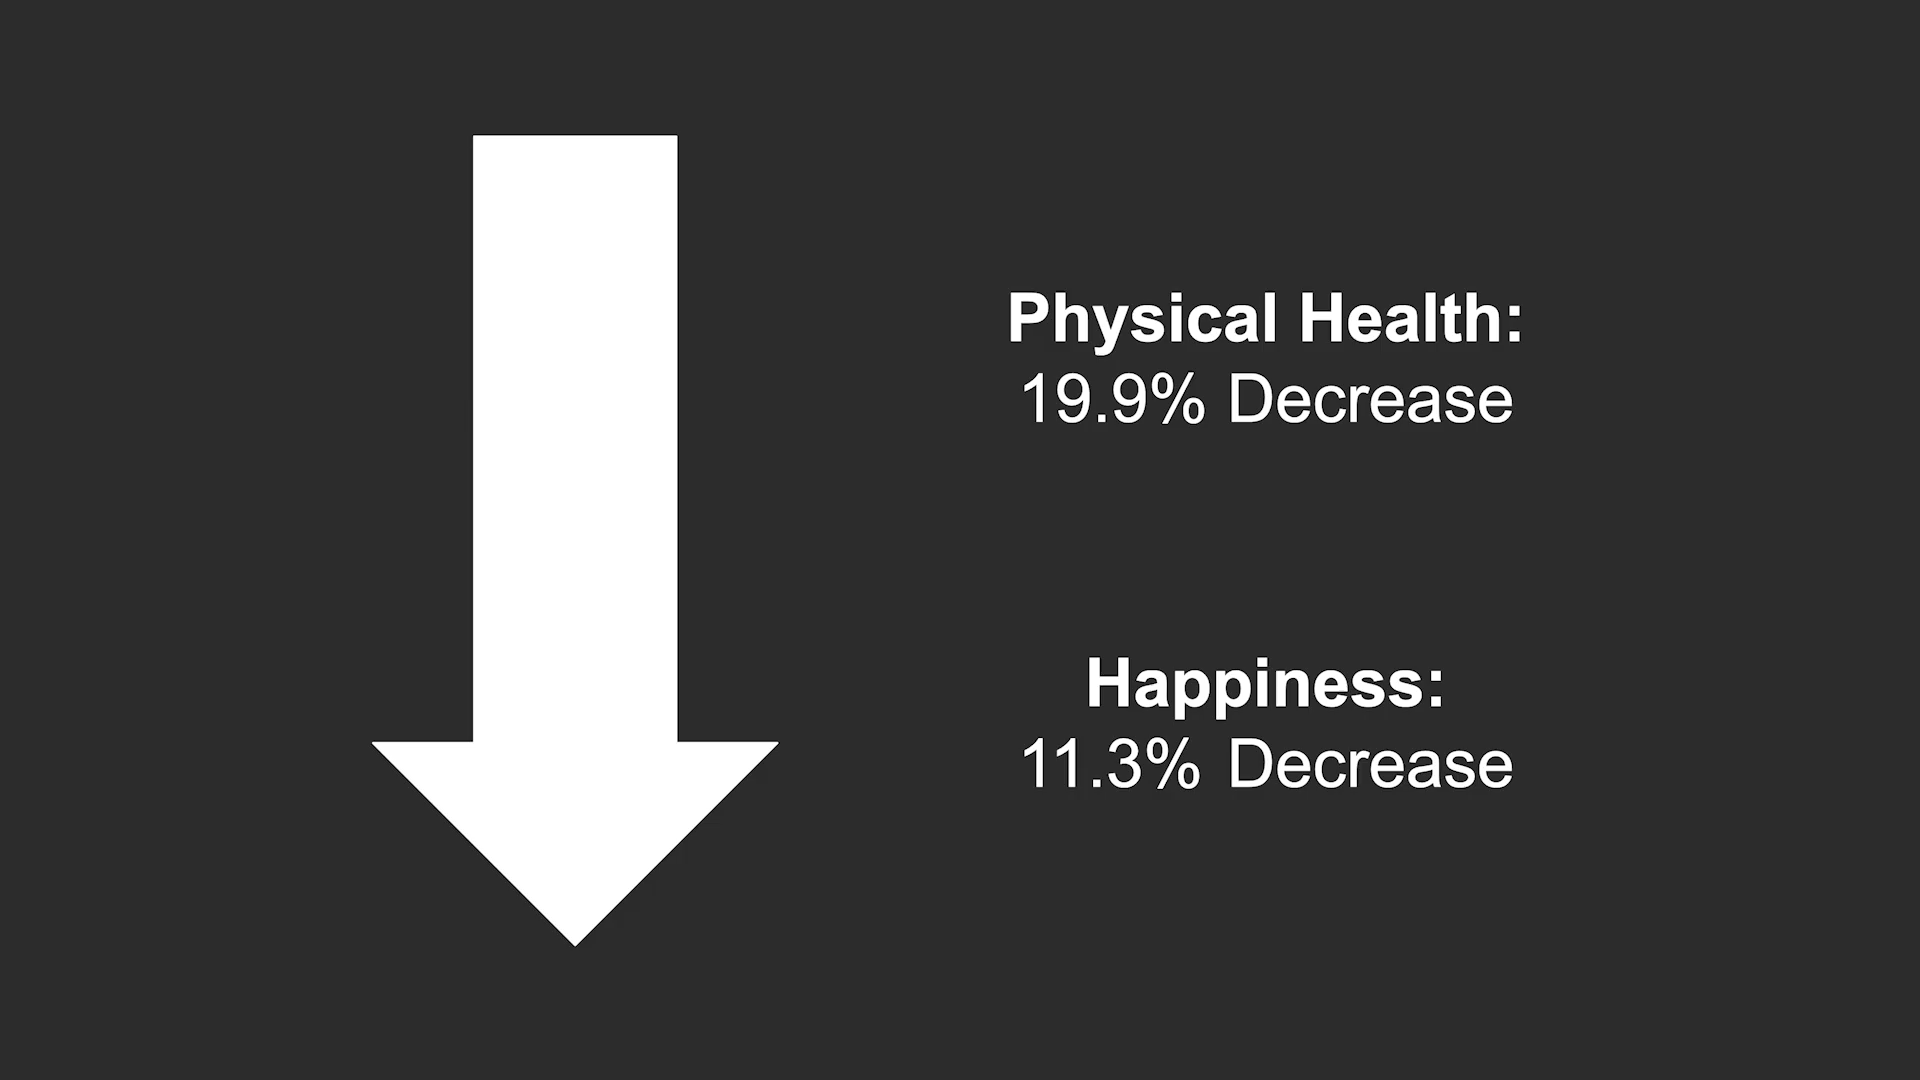 Physical Health:
19.9% Decrease
Happiness:
11.3% Decrease